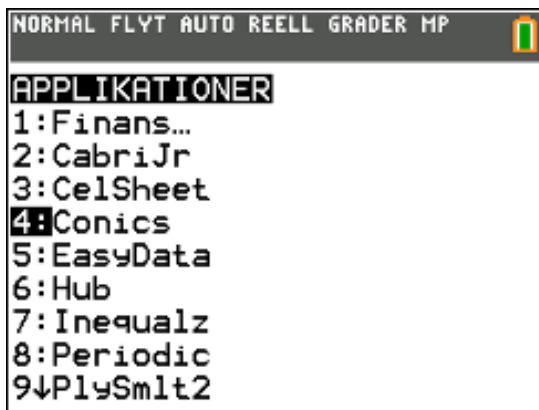 NORMAL FLYT AUTO REELL GRADER MP
APPLIKATIONER
1:Finans…
2:CabriJr
3:CelSheet
4:Conics
5:EasyData
6:Hub
7:Inequalz
8:Periodic
9↓PlySmlt2